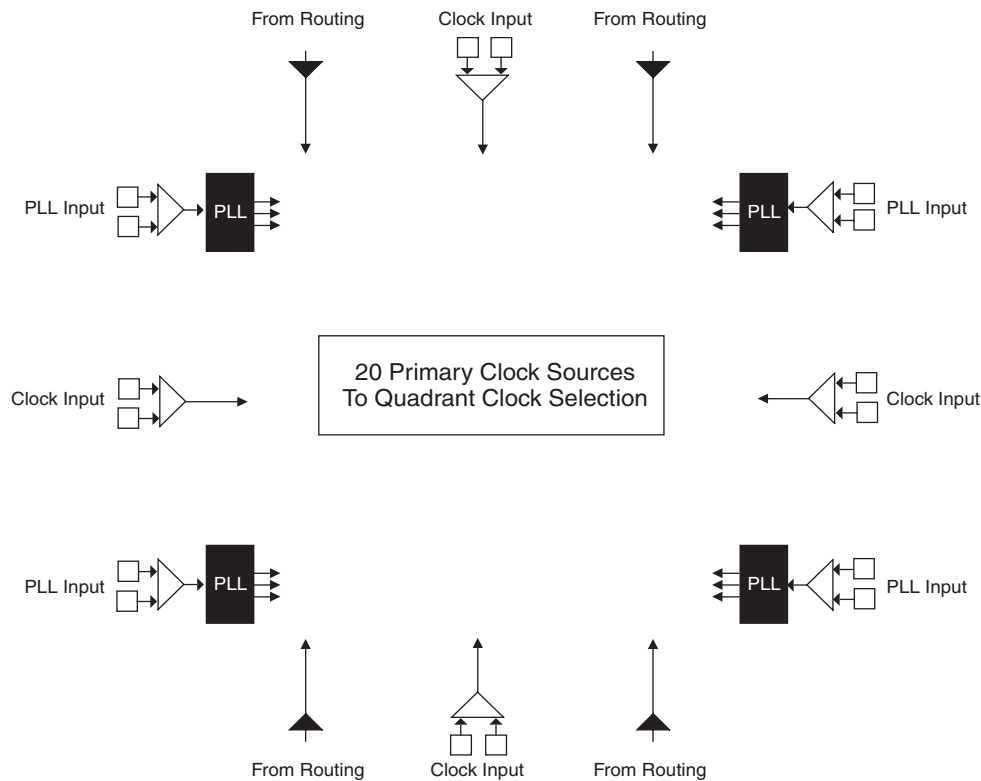 From Routing
Clock Input
From Routing
PLL Input
PLL
PLL
PLL Input
Clock Input
20 Primary Clock Sources
To Quadrant Clock Selection
Clock Input
PLL Input
PLL
PLL
PLL Input
From Routing
Clock Input
From Routing